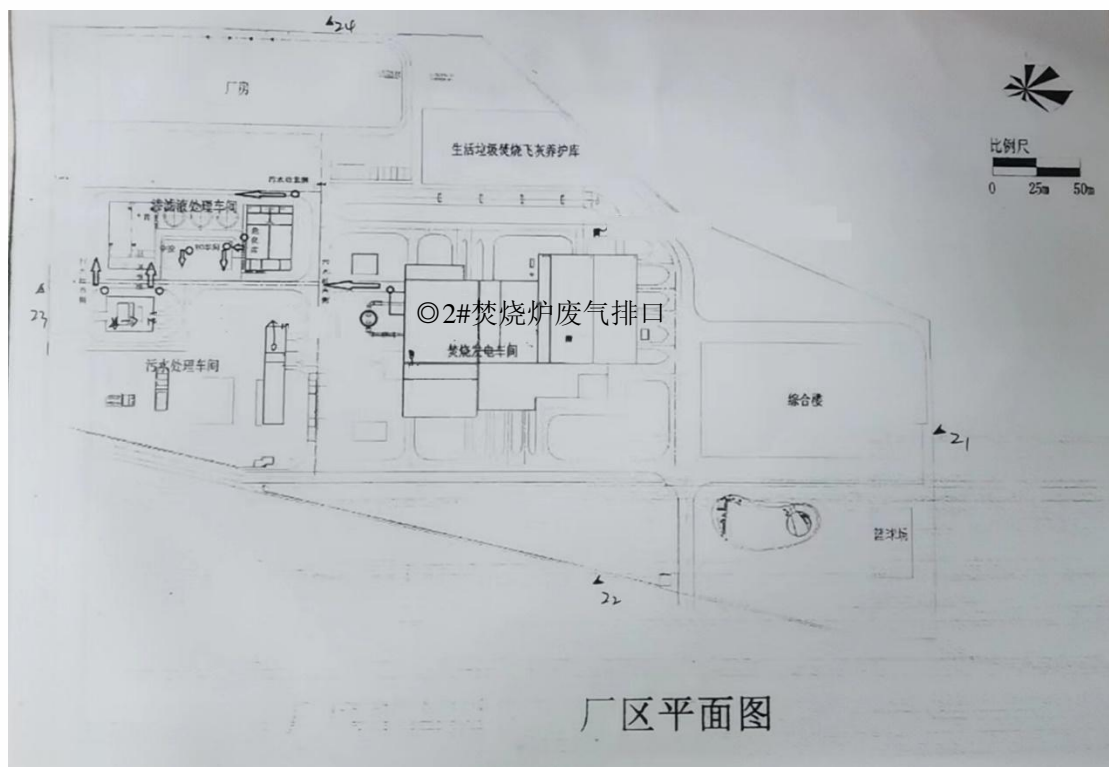 ▲24
厂房
生活垃圾焚烧飞灰养护库
比例尺
0 25m 50m
渗滤液处理车间
▲
23
◎2#焚烧炉废气排口
焚烧发电车间
污水处理车间
综合楼
▲21
篮球场
▲
22
厂区平面图